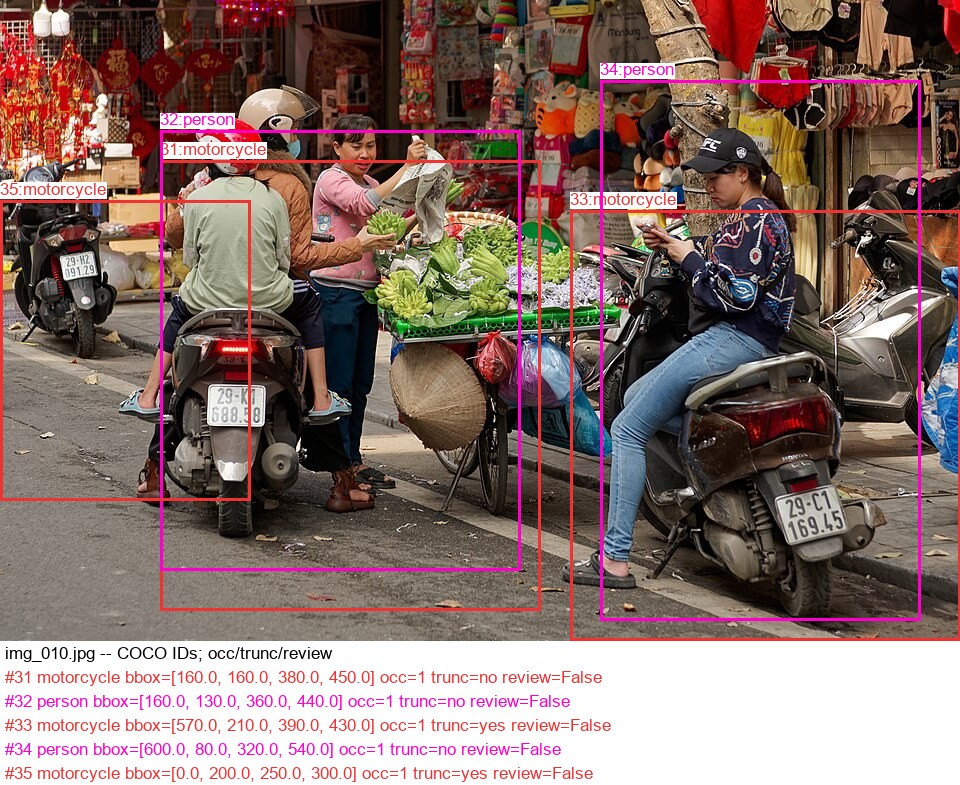 32:person
31:motorcycle
34:person
35:motorcycle
33:motorcycle
FC
29-HZ
091.29
29-K1
688.58
HONDA
29-C1
169.45
img_010.jpg -- COCO IDs; occ/trunc/review
#31 motorcycle bbox=[160.0, 160.0, 380.0, 450.0] occ=1 trunc=no review=False
#32 person bbox=[160.0, 130.0, 360.0, 440.0] occ=1 trunc=no review=False
#33 motorcycle bbox=[570.0, 210.0, 390.0, 430.0] occ=1 trunc=yes review=False
#34 person bbox=[600.0, 80.0, 320.0, 540.0] occ=1 trunc=no review=False
#35 motorcycle bbox=[0.0, 200.0, 250.0, 300.0] occ=1 trunc=yes review=False